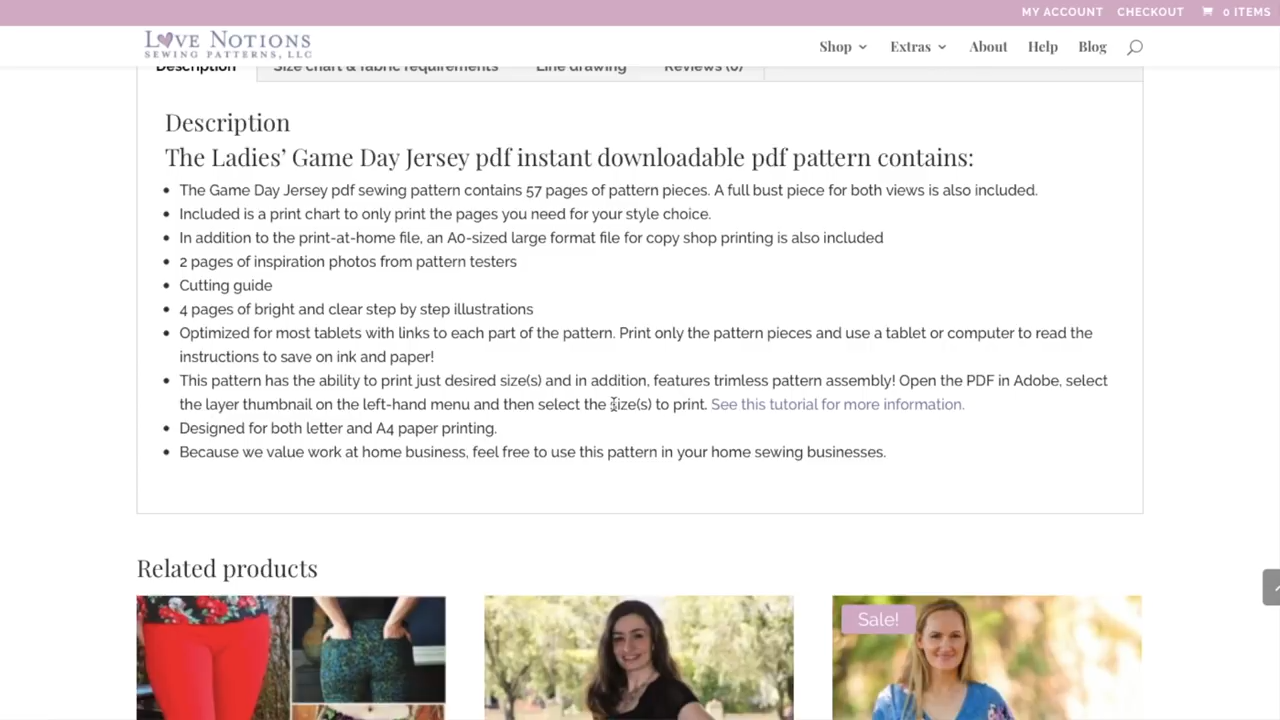 MY ACCOUNT CHECKOUT 0 ITEMS
LOVE NOTIONS
SEWING PATTERNS, LLC
Shop Extras About Help Blog
Description Size chart & fabric requirements Line drawing Reviews (6)
Description
The Ladies’ Game Day Jersey pdf instant downloadable pdf pattern contains:
• The Game Day Jersey pdf sewing pattern contains 57 pages of pattern pieces. A full bust piece for both views is also included.
• Included is a print chart to only print the pages you need for your style choice.
• In addition to the print-at-home file, an A0-sized large format file for copy shop printing is also included
• 2 pages of inspiration photos from pattern testers
• Cutting guide
• 4 pages of bright and clear step by step illustrations
• Optimized for most tablets with links to each part of the pattern. Print only the pattern pieces and use a tablet or computer to read the
instructions to save on ink and paper!
• This pattern has the ability to print just desired size(s) and in addition, features trimless pattern assembly! Open the PDF in Adobe, select
the layer thumbnail on the left-hand menu and then select the size(s) to print. See this tutorial for more information.
• Designed for both letter and A4 paper printing.
• Because we value work at home business, feel free to use this pattern in your home sewing businesses.
Related products
Sale!